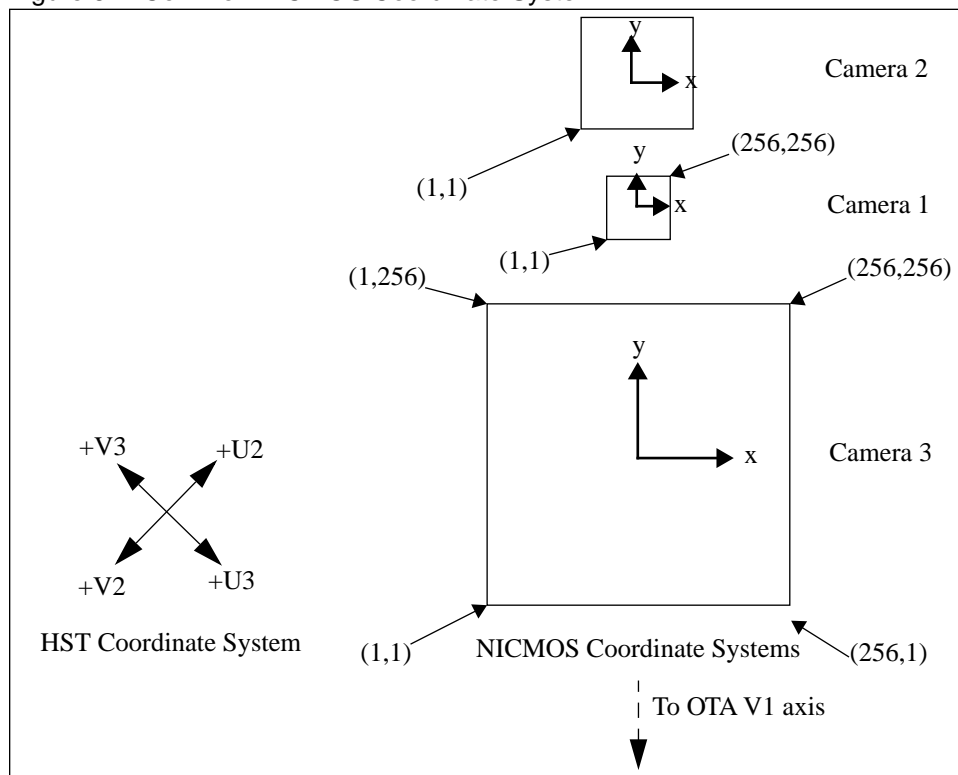 y
x
Camera 2
(1,1)
y
(256,256)
x
Camera 1
(1,1)
(1,256)
(256,256)
y
x
Camera 3
+V3
+U2
+V2
+U3
HST Coordinate System
(1,1)
NICMOS Coordinate Systems
(256,1)
To OTA V1 axis